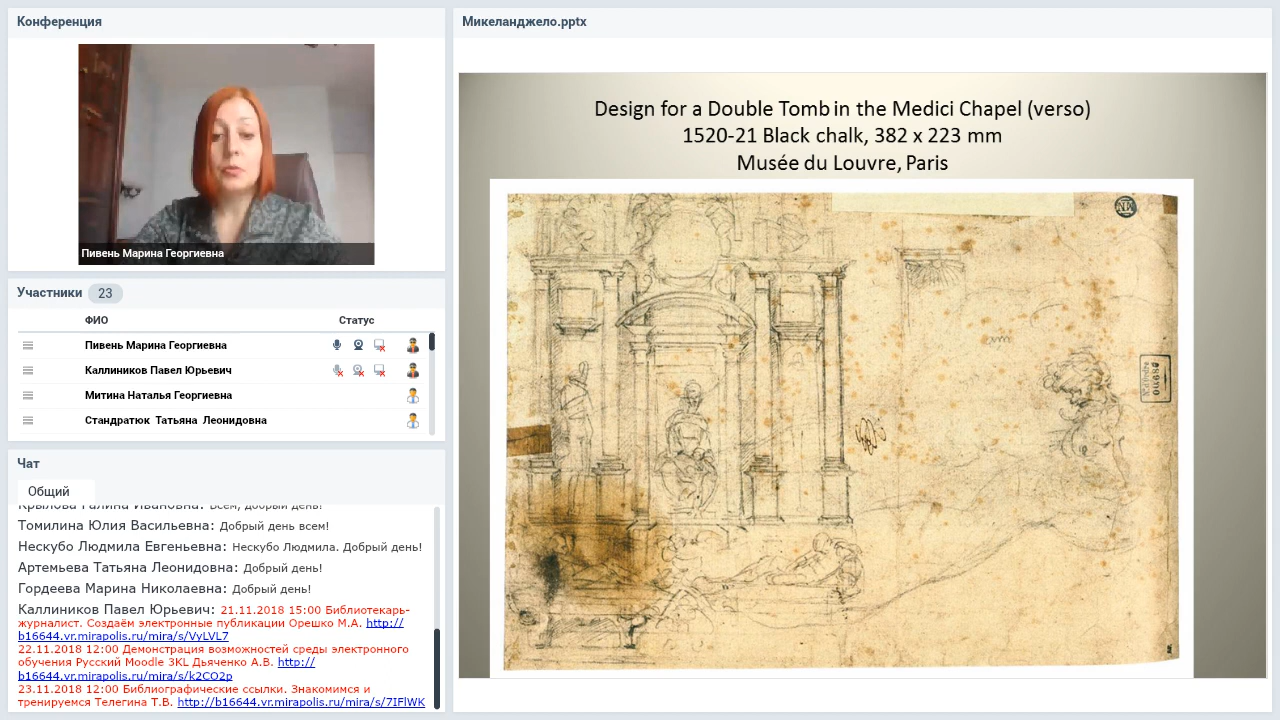 Конференция
Пивень Марина Георгиевна
Участники 23
ФИО Статус
Пивень Марина Георгиевна
Каллиников Павел Юрьевич
Митина Наталья Георгиевна
Стандратюк Татьяна Леонидовна
Чат
Общий
Крылова Галина Ивановна: Всем, добрый день!
Томилина Юлия Васильевна: Добрый день всем!
Нескубо Людмила Евгеньевна: Нескубо Людмила. Добрый день!
Артемьева Татьяна Леонидовна: Добрый день!
Гордеева Марина Николаевна: Добрый день!
Каллиников Павел Юрьевич: 21.11.2018 15:00 Библиотекарь-
журналист. Создаём электронные публикации Орешко М.А. http://
b16644.vr.mirapolis.ru/mira/s/VyLVL7
22.11.2018 12:00 Демонстрация возможностей среды электронного
обучения Русский Moodle 3KL Дьяченко А.В. http://
b16644.vr.mirapolis.ru/mira/s/k2CO2p
23.11.2018 12:00 Библиографические ссылки. Знакомимся и
тренируемся Телегина Т.В. http://b16644.vr.mirapolis.ru/mira/s/7IFlWK
Микеланджело.pptx
Design for a Double Tomb in the Medici Chapel (verso)
1520-21 Black chalk, 382 x 223 mm
Musée du Louvre, Paris